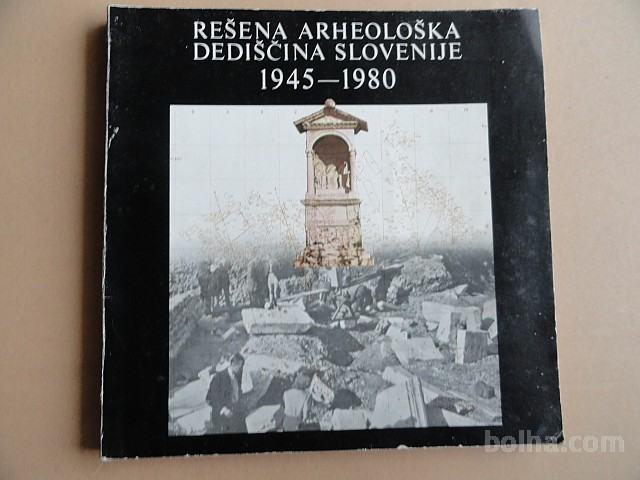 REŠENA ARHEOLOŠKA
DEDIŠČINA SLOVENIJE
1945—1980
bolha.com